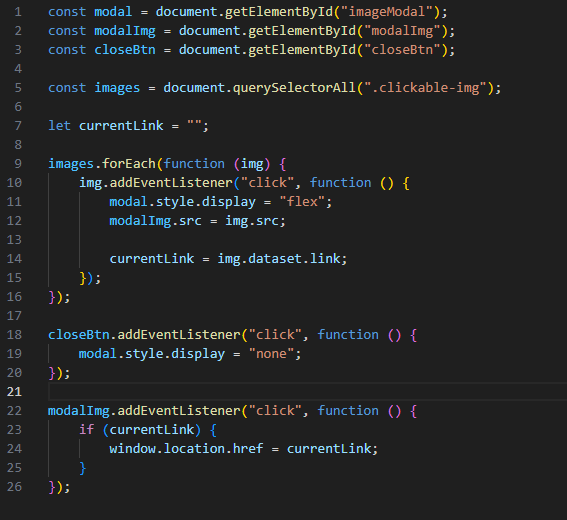 1 const modal = document.getElementById("imageModal");
2 const modalImg = document.getElementById("modalImg");
3 const closeBtn = document.getElementById("closeBtn");
4
5 const images = document.querySelectorAll(".clickable-img");
6
7 let currentLink = "";
8
9 images.forEach(function (img) {
10     img.addEventListener("click", function () {
11         modal.style.display = "flex";
12         modalImg.src = img.src;
13
14         currentLink = img.dataset.link;
15     });
16 });
17
18 closeBtn.addEventListener("click", function () {
19     modal.style.display = "none";
20 });
21
22 modalImg.addEventListener("click", function () {
23     if (currentLink) {
24         window.location.href = currentLink;
25     }
26 });